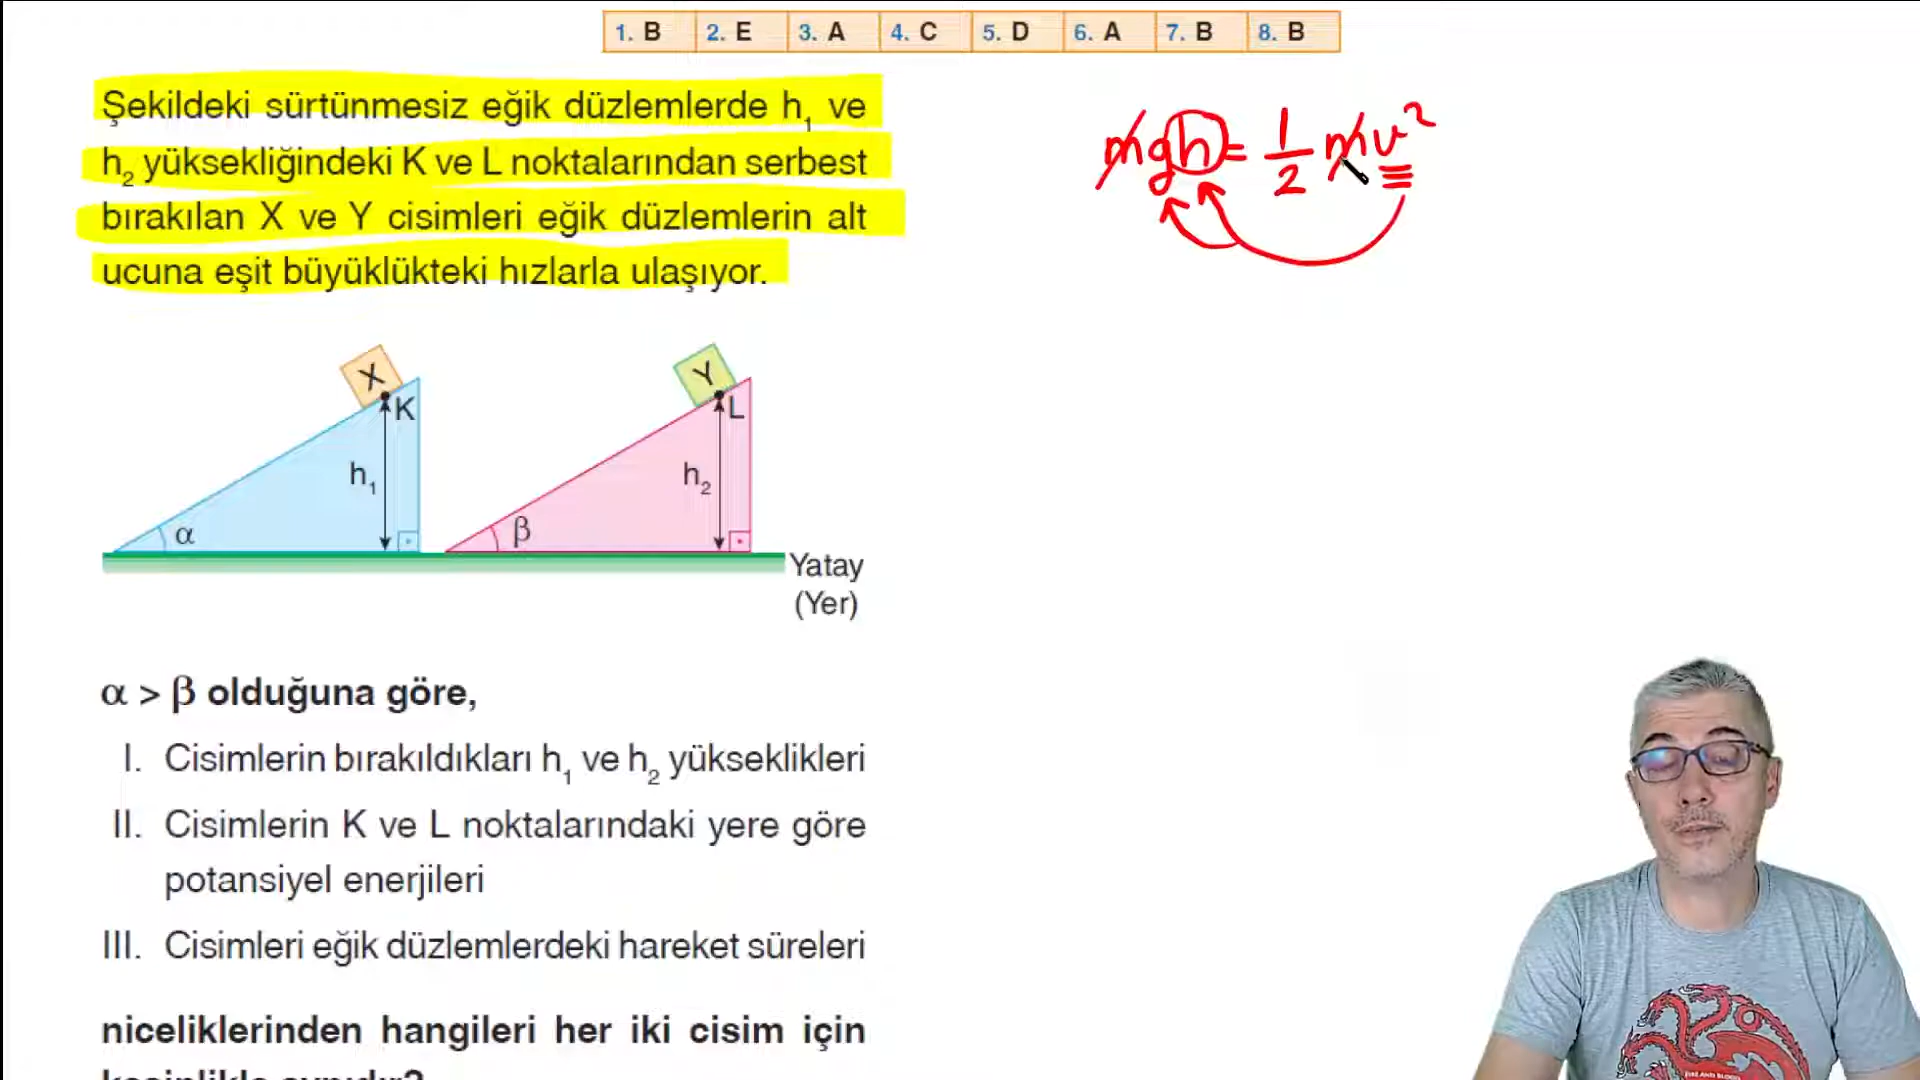 1. B 2. E 3. A 4. C 5. D 6. A 7. B 8. B
Şekildeki sürtünmesiz eğik düzlemlerde h₁ ve
h₂ yüksekliğindeki K ve L noktalarından serbest
bırakılan X ve Y cisimleri eğik düzlemlerin alt
ucuna eşit büyüklükteki hızlarla ulaşıyor.
mgh = 1/2 mv²
X
K
h₁
α
Y
L
h₂
β
Yatay
(Yer)
α > β olduğuna göre,
I. Cisimlerin bırakıldıkları h₁ ve h₂ yükseklikleri
II. Cisimlerin K ve L noktalarındaki yere göre
potansiyel enerjileri
III. Cisimleri eğik düzlemlerdeki hareket süreleri
niceliklerinden hangileri her iki cisim için